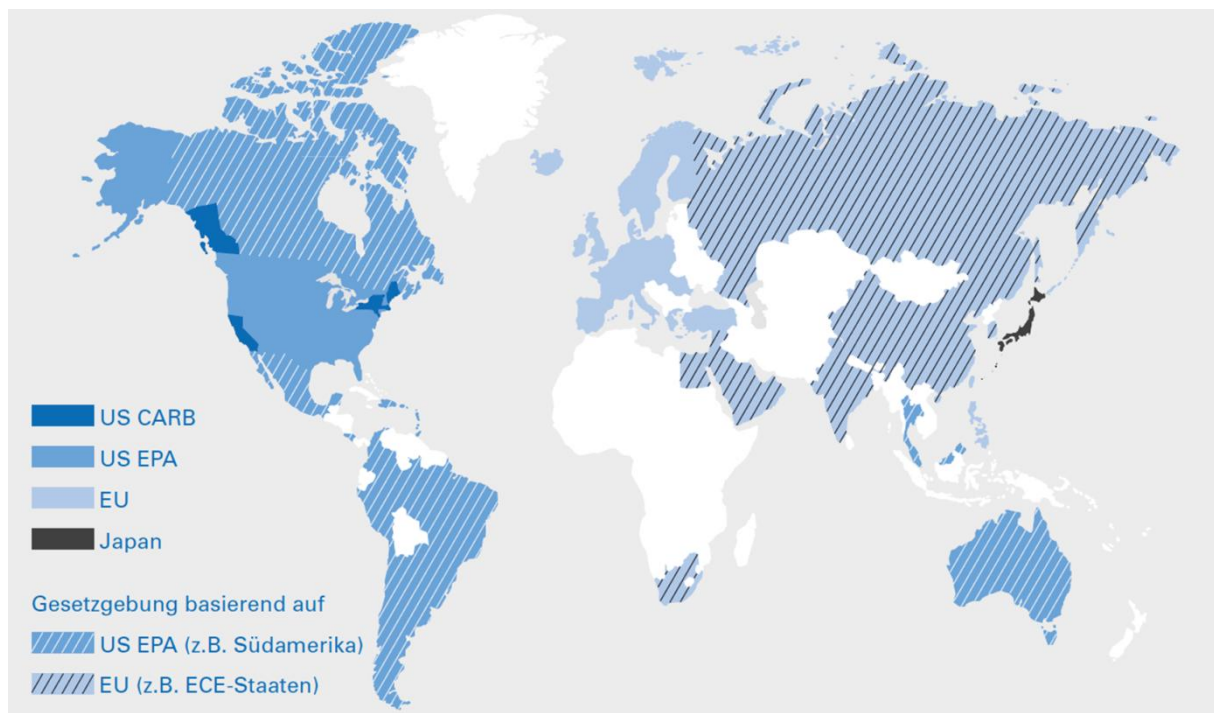 US CARB
US EPA
EU
Japan
Gesetzgebung basierend auf
US EPA (z.B. Südamerika)
EU (z.B. ECE-Staaten)